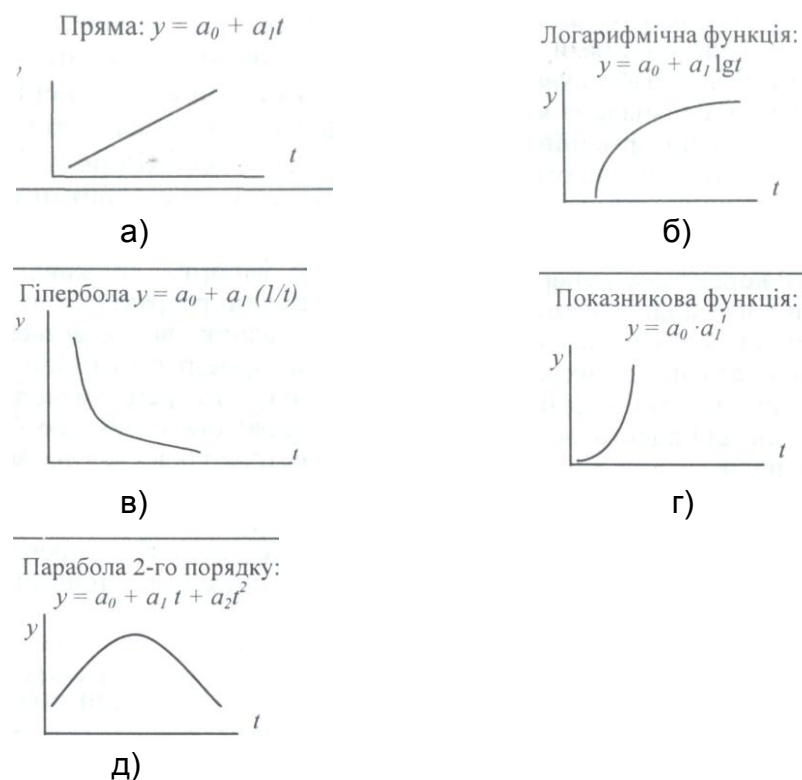 Пряма: y = a₀ + a₁t
y
t
а)
Логарифмічна функція:
y = a₀ + a₁ lgt
y
t
б)
Гіпербола y = a₀ + a₁ (1/t)
y
t
в)
Показникова функція:
y = a₀ ·a₁ᵗ
y
t
г)
Парабола 2-го порядку:
y = a₀ + a₁ t + a₂t²
y
t
д)